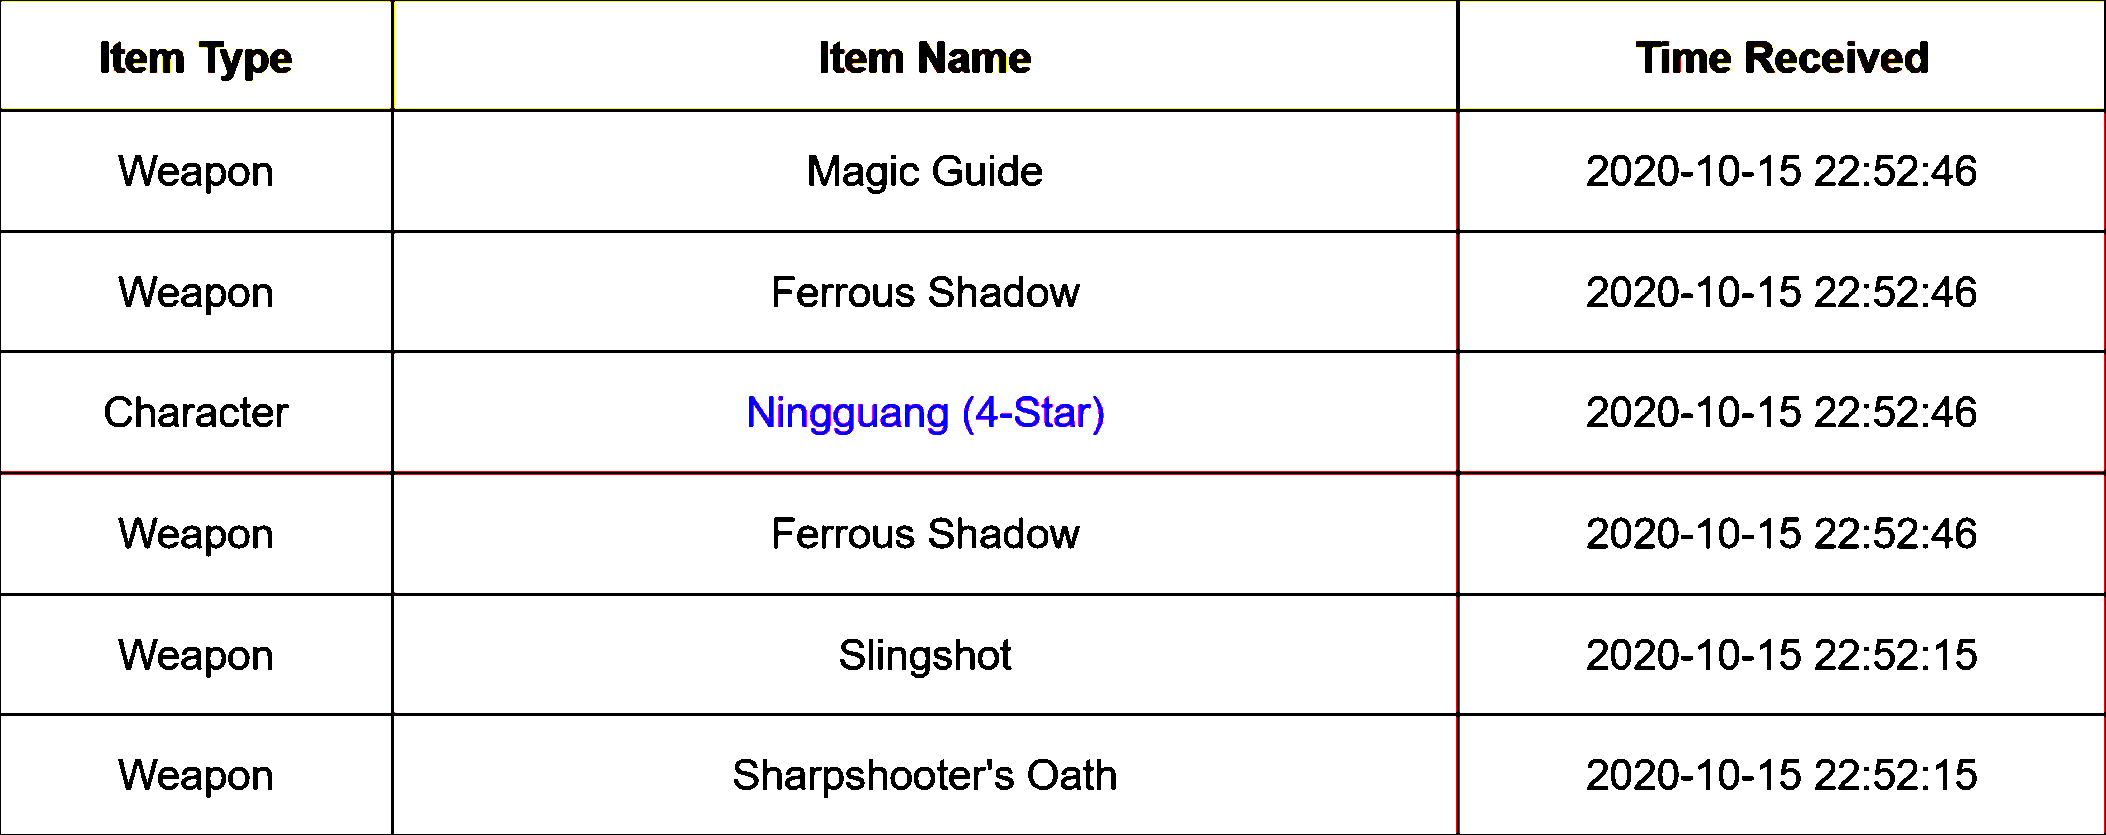 Item Type Item Name Time Received
Weapon Magic Guide 2020-10-15 22:52:46
Weapon Ferrous Shadow 2020-10-15 22:52:46
Character Ningguang (4-Star) 2020-10-15 22:52:46
Weapon Ferrous Shadow 2020-10-15 22:52:46
Weapon Slingshot 2020-10-15 22:52:15
Weapon Sharpshooter's Oath 2020-10-15 22:52:15